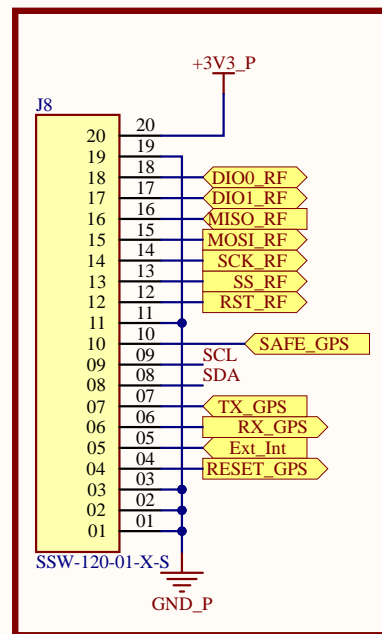 +3V3_P
J8
20 20
19 19
18 18 DIO0_RF
17 17 DIO1_RF
16 16 MISO_RF
15 15 MOSI_RF
14 14 SCK_RF
13 13 SS_RF
12 12 RST_RF
11 11
10 10 SAFE_GPS
09 09 SCL
08 08 SDA
07 07 TX_GPS
06 06 RX_GPS
05 05 Ext_Int
04 04 RESET_GPS
03 03
02 02
01 01
SSW-120-01-X-S
GND_P